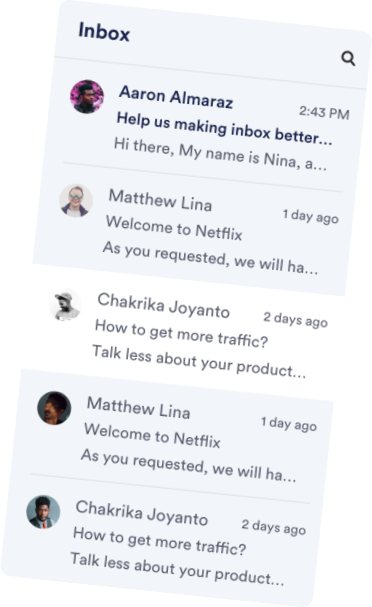 Inbox
Aaron Almaraz
2:43 PM
Help us making inbox better...
Hi there, My name is Nina, a...
Matthew Lina
1 day ago
Welcome to Netflix
As you requested, we will ha...
Chakrika Joyanto
2 days ago
How to get more traffic?
Talk less about your product...
Matthew Lina
1 day ago
Welcome to Netflix
As you requested, we will ha...
Chakrika Joyanto
2 days ago
How to get more traffic?
Talk less about your product...